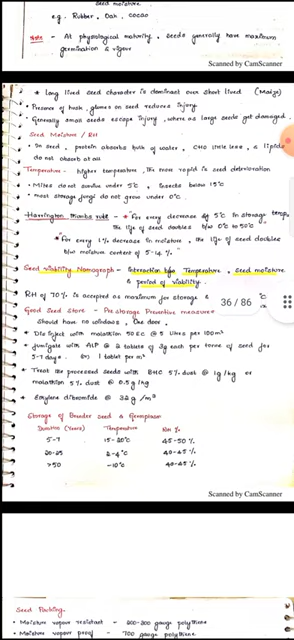 seed moisture.
e.g. Rubber, Oak, cocao
Note - At physiological maturity, seeds generally have maximum
germination & vigour
Scanned by CamScanner
* Long lived seed character is dominant over short lived (Maize)
• Presence of husk, glumes on seed reduces injury
• Generally small seeds escape injury, where as large seeds get damaged.
Seed Moisture / RH
• In seed, protein absorbs bulk of water, CHO little less, & lipids
do not absorb at all
Temperature - higher temperature, the more rapid is seed deterioration
• Mites do not survive under 5°C, insects below 15°C
• most storage fungi do not grow under 0°C.
Harrington thumbs rule - * For every decrease of 5°C in storage temp
the life of seed doubles b/w 0°C to 50°C
* For every 1% decrease in moisture, the life of seed doubles
b/w moisture content of 5-14%.
Seed viability Nomograph - Interaction b/w Temperature, seed moisture
& period of viability.
RH of 70% is accepted as maximum for storage &
36 / 86
°C
Good Seed Store - Pre storage Preventive measure
Should have no windows, One door.
* Disinfect with malathion 50 EC @ 5 litres per 100m²
* fumigate with AlP @ 2 tablets of 3g each per tonne of seed for
5-7 days. (or) 1 tablet per m³
* Treat the processed seeds with BHC 5% dust @ 1g/kg or
malathion 5% dust @ 0.5g/kg
* Ethylene dibromide @ 32g/m³
Storage of Breeder seed & Germplasm
Duration (Years) Temperature RH %
5-7 15-20°C 45-50%
20-25 2-4°C 40-45%
>50 -10°C 40-45%
Scanned by CamScanner
Seed Packing
• Moisture vapour resistant - 200-300 gauge polythene
• Moisture vapour proof - 700 gauge polythene